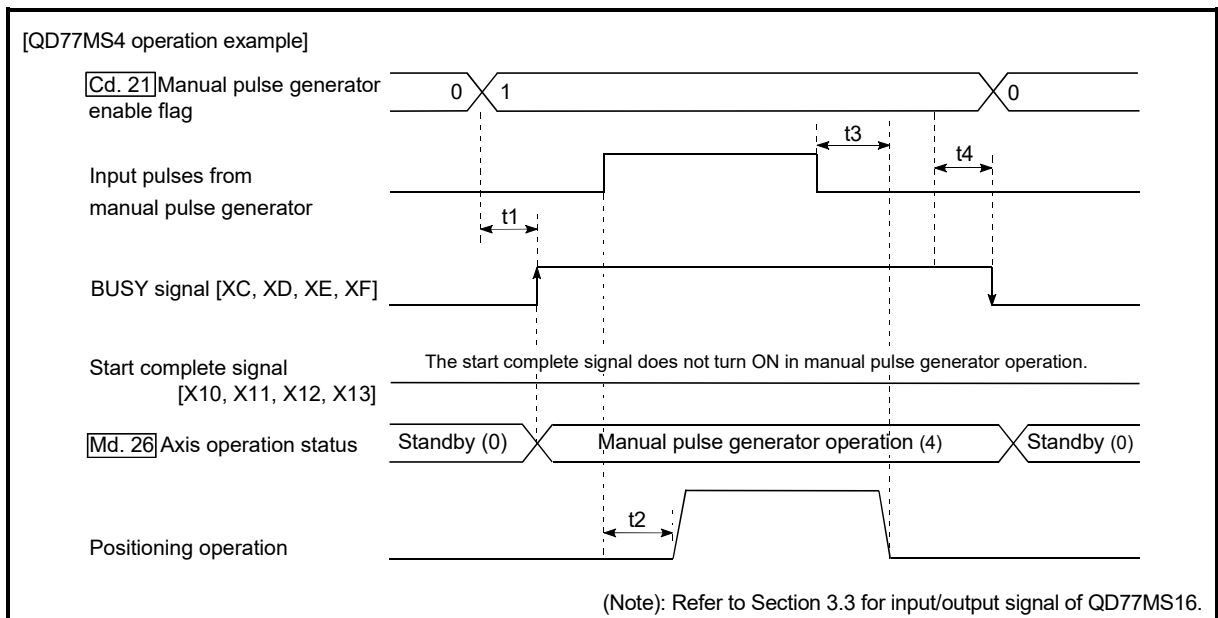 [QD77MS4 operation example]
Cd. 21 Manual pulse generator
enable flag
0 1 0
t3
t4
Input pulses from
manual pulse generator
t1
BUSY signal [XC, XD, XE, XF]
Start complete signal
[X10, X11, X12, X13]
The start complete signal does not turn ON in manual pulse generator operation.
Md. 26 Axis operation status
Standby (0) Manual pulse generator operation (4) Standby (0)
t2
Positioning operation
(Note): Refer to Section 3.3 for input/output signal of QD77MS16.